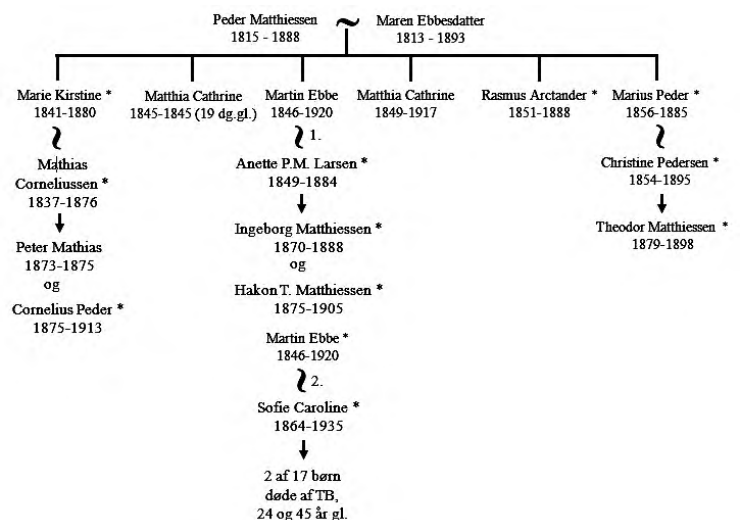 Peder Matthiessen
1815 - 1888
Maren Ebbesdatter
1813 - 1893
Marie Kirstine *
1841-1880
Mathias
Corneliussen *
1837-1876
Peter Mathias
1873-1875
og
Cornelius Peder *
1875-1913
Matthia Cathrine
1845-1845 (19 dg.gl.)
Martin Ebbe
1846-1920
1.
Anette P.M. Larsen *
1849-1884
Ingeborg Matthiessen *
1870-1888
og
Hakon T. Matthiessen *
1875-1905
Martin Ebbe *
1846-1920
2.
Sofie Caroline *
1864-1935
2 af 17 børn
døde af TB,
24 og 45 år gl.
Matthia Cathrine
1849-1917
Rasmus Arctander *
1851-1888
Marius Peder *
1856-1885
Christine Pedersen *
1854-1895
Theodor Matthiessen *
1879-1898